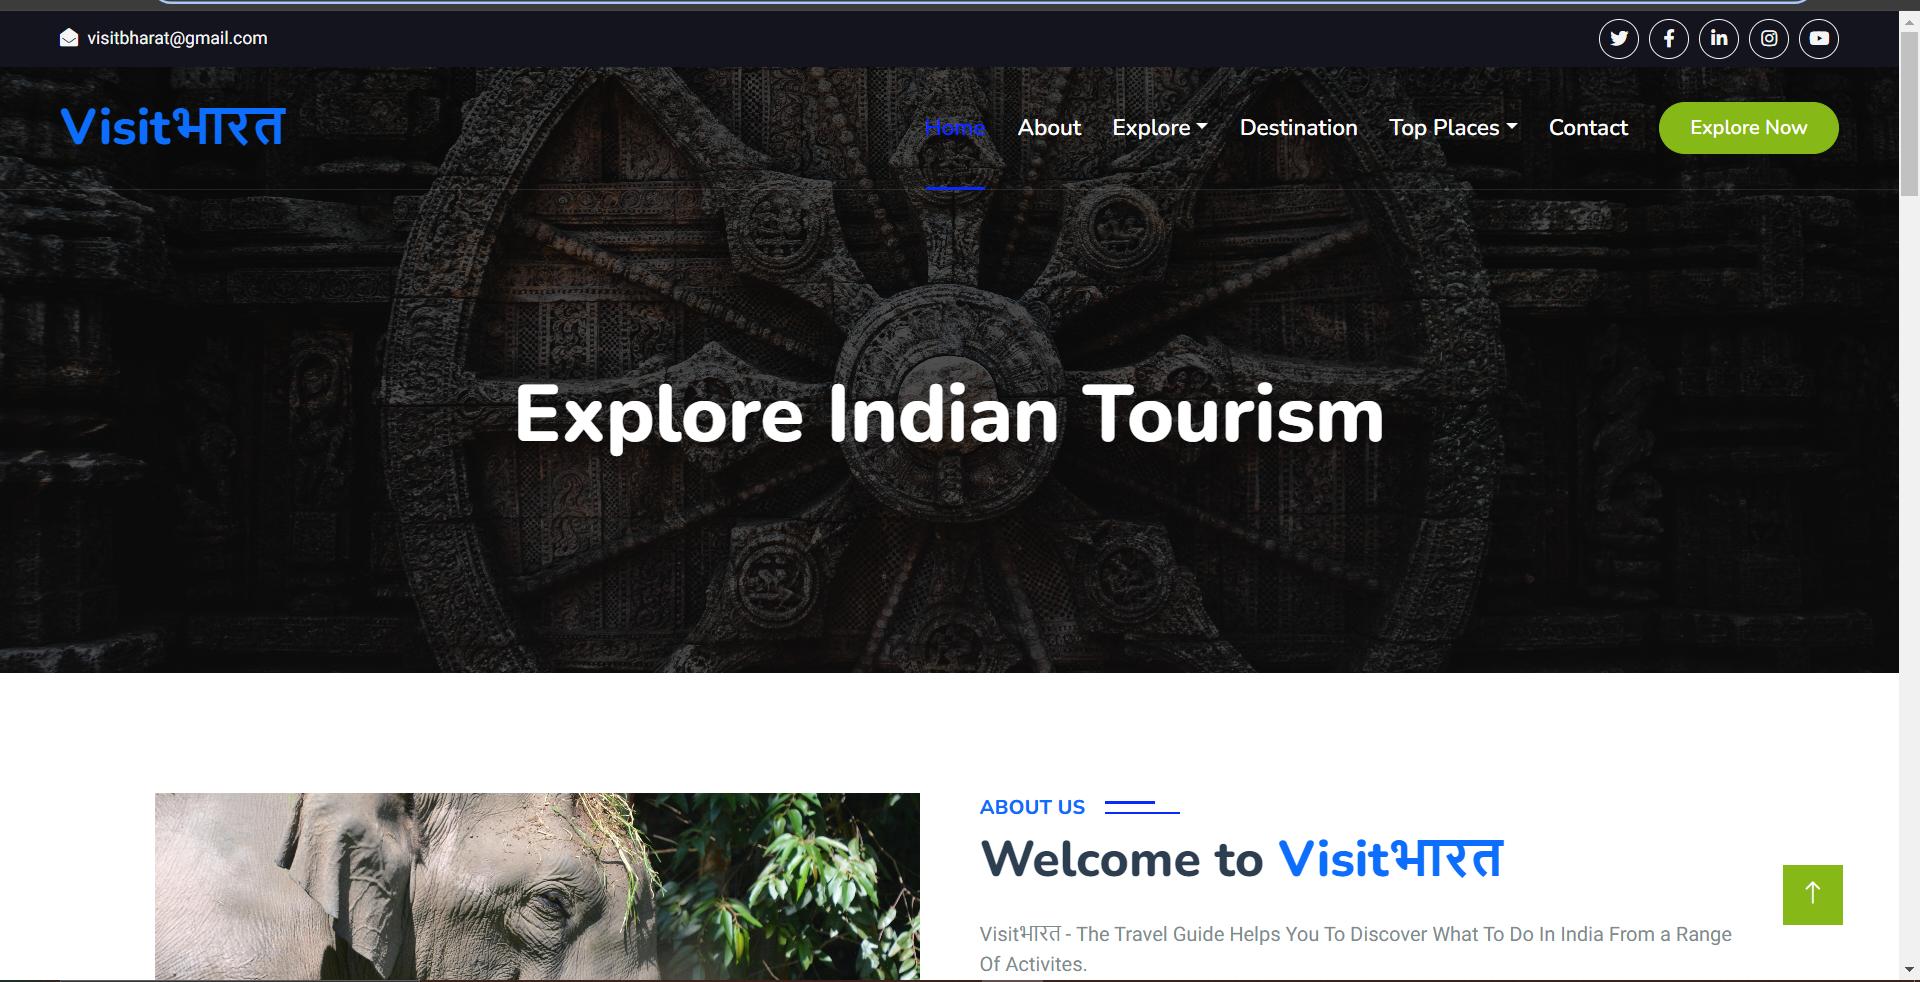 visitbharat@gmail.com
Visitभारत
Home About Explore Destination Top Places Contact Explore Now
Explore Indian Tourism
ABOUT US
Welcome to Visitभारत
Visitभारत - The Travel Guide Helps You To Discover What To Do In India From a Range
Of Activites.